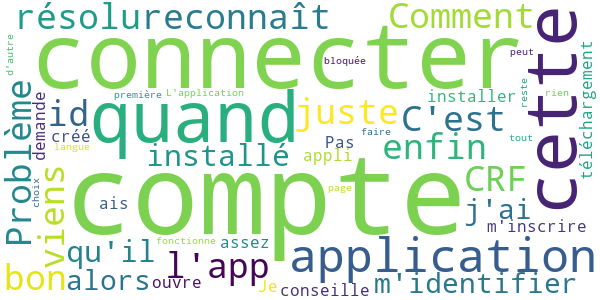 résolu reconnaît Comment
d'autre connecter bloquée peut cette
première L'application reste rien
Problème demande id créé quand juste installer téléchargement
langue Pas C'est faire tout
installé appli enfin
choix viens compte CRF
ais page j'ai
m'inscrire
qu'il fonctionne assez application
bon alors l'app
ouvre Je conseille m'identifier